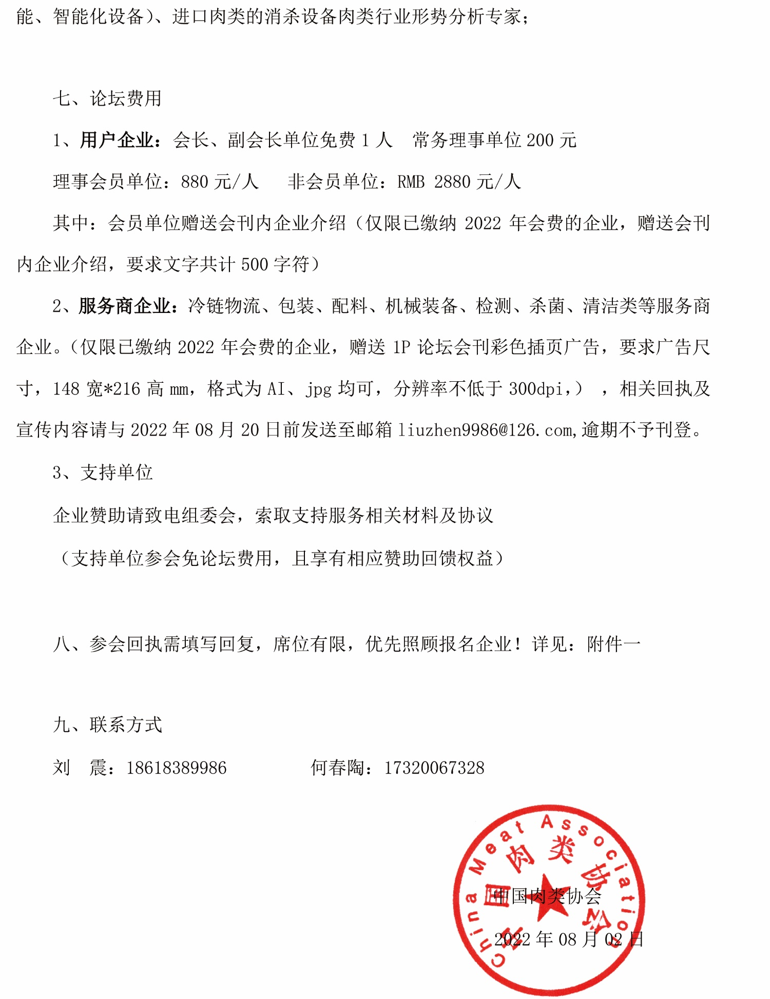 能、智能化设备）、进口肉类的消杀设备肉类行业形势分析专家；
七、论坛费用
1、用户企业：会长、副会长单位免费 1 人　常务理事单位 200 元
理事会员单位：880 元/人　 非会员单位：RMB 2880 元/人
其中：会员单位赠送会刊内企业介绍（仅限已缴纳 2022 年会费的企业，赠送会刊
内企业介绍，要求文字共计 500 字符）
2、服务商企业：冷链物流、包装、配料、机械装备、检测、杀菌、清洁类等服务商
企业。（仅限已缴纳 2022 年会费的企业，赠送 1P 论坛会刊彩色插页广告，要求广告尺
寸，148 宽*216 高 mm，格式为 AI、jpg 均可，分辨率不低于 300dpi，） ，相关回执及
宣传内容请与 2022 年 08 月 20 日前发送至邮箱 liuzhen9986@126.com,逾期不予刊登。
3、支持单位
企业赞助请致电组委会，索取支持服务相关材料及协议
（支持单位参会免论坛费用，且享有相应赞助回馈权益）
八、参会回执需填写回复，席位有限，优先照顾报名企业！详见：附件一
九、联系方式
刘　震：18618389986　　　　何春陶：17320067328
China Meat Association
中国肉类协会
中国肉类协会
2022 年 08 月 02 日